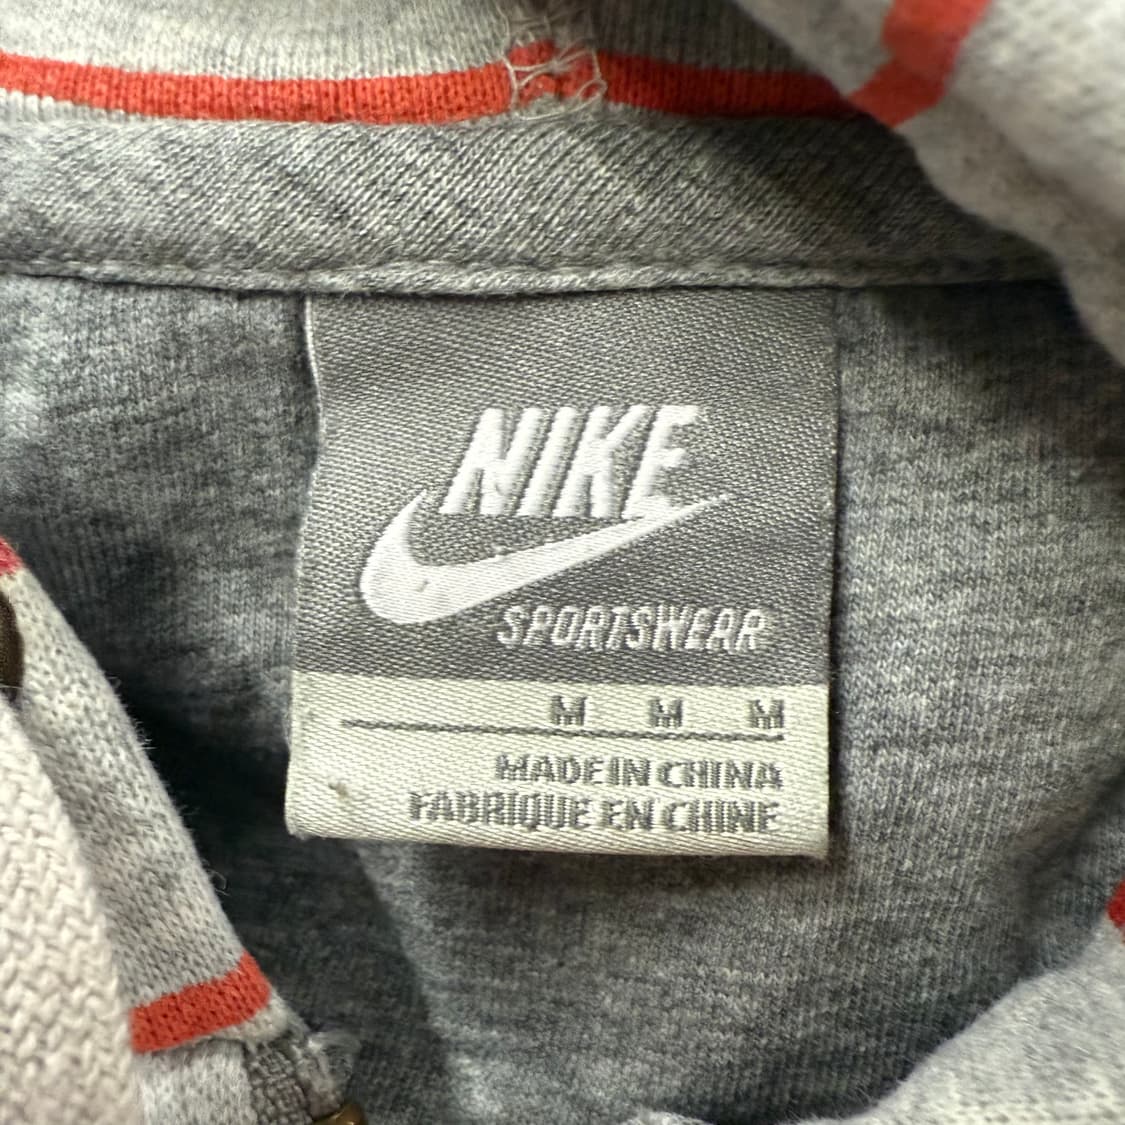 NIKE
SPORTSWEAR
M M M
MADE IN CHINA
FABRIQUE EN CHINE